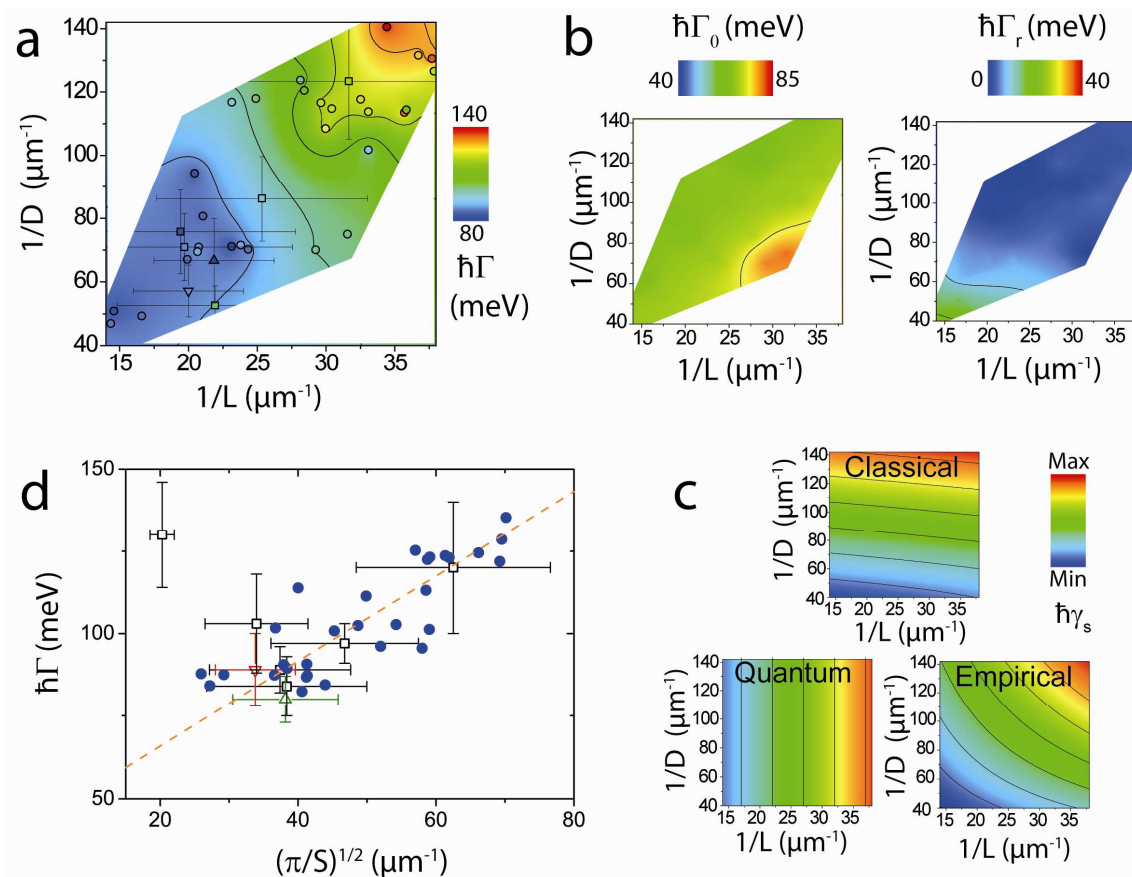 a
140
120
100
80
60
40
1/D (μm⁻¹)
15 20 25 30 35
1/L (μm⁻¹)
140
80
ħΓ
(meV)
b
ħΓ₀ (meV)
40 85
140
120
100
80
60
40
1/D (μm⁻¹)
15 20 25 30 35
1/L (μm⁻¹)
ħΓᵣ (meV)
0 40
140
120
100
80
60
40
1/D (μm⁻¹)
15 20 25 30 35
1/L (μm⁻¹)
d
150
100
50
ħΓ (meV)
20 40 60 80
(π/S)¹ᐟ² (μm⁻¹)
c
Classical
140
120
100
80
60
40
1/D (μm⁻¹)
15 20 25 30 35
1/L (μm⁻¹)
Max
Min
ħγₛ
Quantum
140
120
100
80
60
40
1/D (μm⁻¹)
15 20 25 30 35
1/L (μm⁻¹)
Empirical
140
120
100
80
60
40
1/D (μm⁻¹)
15 20 25 30 35
1/L (μm⁻¹)